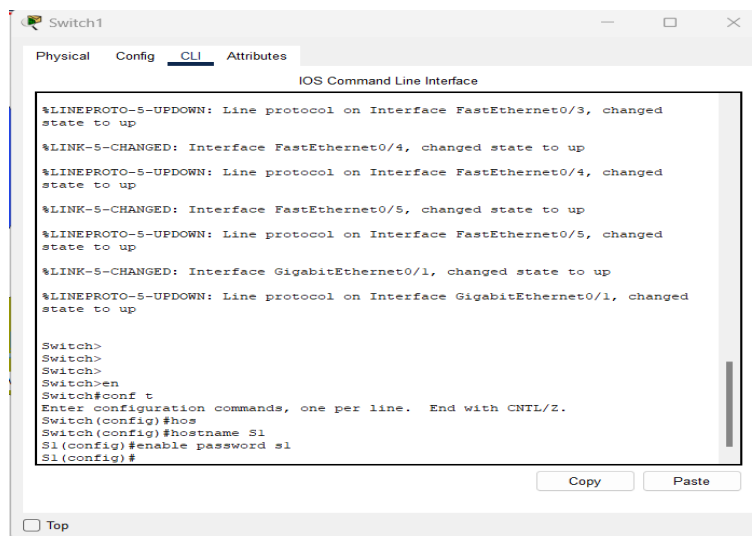 Switch1
Physical Config CLI Attributes
IOS Command Line Interface
%LINEPROTO-5-UPDOWN: Line protocol on Interface FastEthernet0/3, changed
state to up
%LINK-5-CHANGED: Interface FastEthernet0/4, changed state to up
%LINEPROTO-5-UPDOWN: Line protocol on Interface FastEthernet0/4, changed
state to up
%LINK-5-CHANGED: Interface FastEthernet0/5, changed state to up
%LINEPROTO-5-UPDOWN: Line protocol on Interface FastEthernet0/5, changed
state to up
%LINK-5-CHANGED: Interface GigabitEthernet0/1, changed state to up
%LINEPROTO-5-UPDOWN: Line protocol on Interface GigabitEthernet0/1, changed
state to up
Switch>
Switch>
Switch>
Switch>en
Switch#conf t
Enter configuration commands, one per line. End with CNTL/Z.
Switch(config)#hos
Switch(config)#hostname S1
S1(config)#enable password s1
S1(config)#
Copy Paste
Top